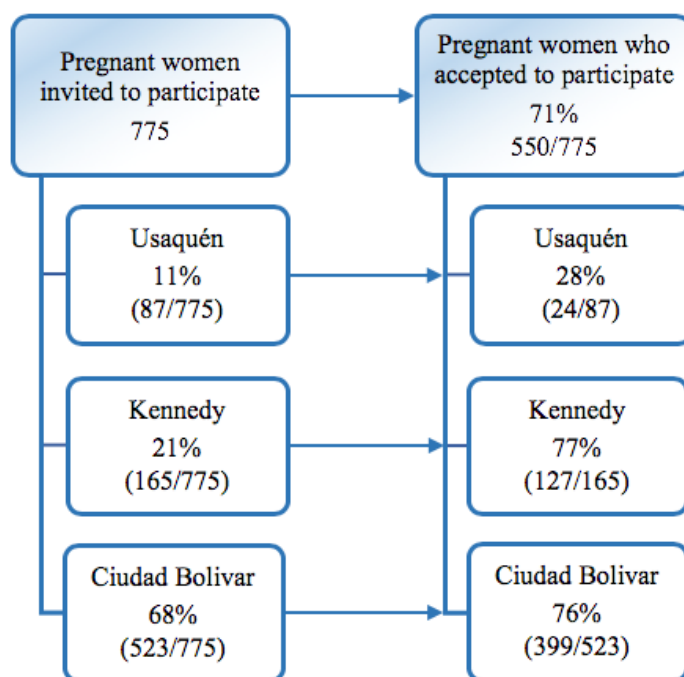 Pregnant women
invited to participate
775
Pregnant women who
accepted to participate
71%
550/775
Usaquén
11%
(87/775)
Usaquén
28%
(24/87)
Kennedy
21%
(165/775)
Kennedy
77%
(127/165)
Ciudad Bolivar
68%
(523/775)
Ciudad Bolivar
76%
(399/523)